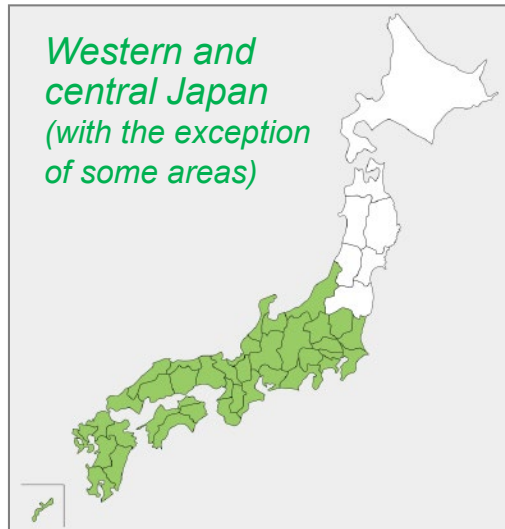 Western and
central Japan
(with the exception
of some areas)